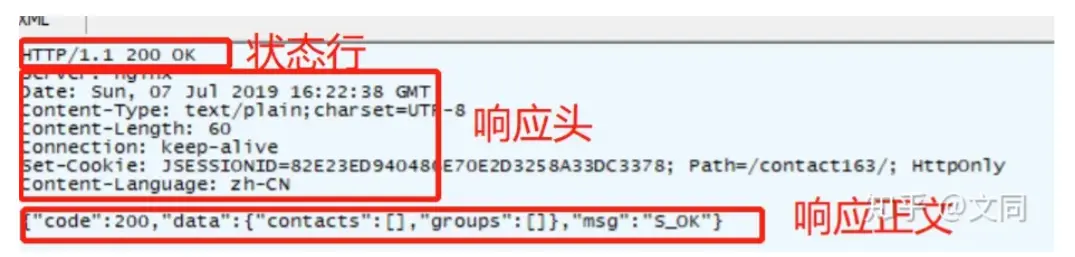 XML
HTTP/1.1 200 OK 状态行
Server: nginx
Date: Sun, 07 Jul 2019 16:22:38 GMT
Content-Type: text/plain;charset=UTF-8
Content-Length: 60 响应头
Connection: keep-alive
Set-Cookie: JSESSIONID=82E23ED94048CE70E2D3258A33DC3378; Path=/contact163/; HttpOnly
Content-Language: zh-CN
{"code":200,"data":{"contacts":[],"groups":[]},"msg":"S_OK"} 响应正文
知乎 @文同